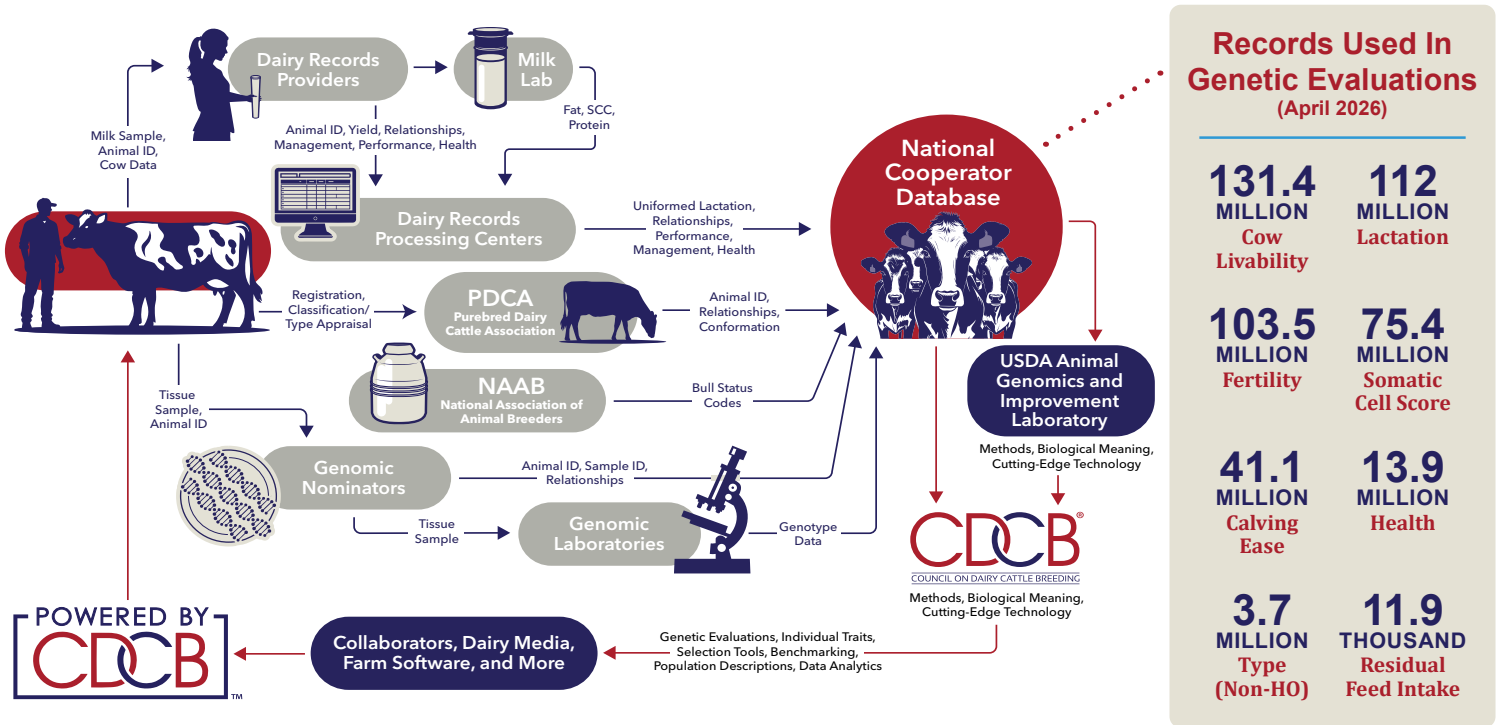 Dairy Records
Providers
Milk
Lab
Milk Sample,
Animal ID,
Cow Data
Animal ID, Yield, Relationships,
Management, Performance, Health
Fat, SCC,
Protein
Dairy Records
Processing Centers
Uniformed Lactation,
Relationships,
Performance,
Management, Health
National
Cooperator
Database
Registration,
Classification/
Type Appraisal
PDCA
Purebred Dairy
Cattle Association
Animal ID,
Relationships,
Conformation
NAAB
National Association of
Animal Breeders
Bull Status
Codes
Tissue
Sample,
Animal ID
Genomic
Nominators
Animal ID, Sample ID,
Relationships
Tissue
Sample
Genomic
Laboratories
Genotype
Data
USDA Animal
Genomics and
Improvement
Laboratory
Methods, Biological Meaning,
Cutting-Edge Technology
CDCB®
COUNCIL ON DAIRY CATTLE BREEDING
Methods, Biological Meaning,
Cutting-Edge Technology
Genetic Evaluations, Individual Traits,
Selection Tools, Benchmarking,
Population Descriptions, Data Analytics
Collaborators, Dairy Media,
Farm Software, and More
POWERED BY
CDCB
TM
Records Used In
Genetic Evaluations
(April 2026)
131.4
MILLION
Cow
Livability
112
MILLION
Lactation
103.5
MILLION
Fertility
75.4
MILLION
Somatic
Cell Score
41.1
MILLION
Calving
Ease
13.9
MILLION
Health
3.7
MILLION
Type
(Non-HO)
11.9
THOUSAND
Residual
Feed Intake